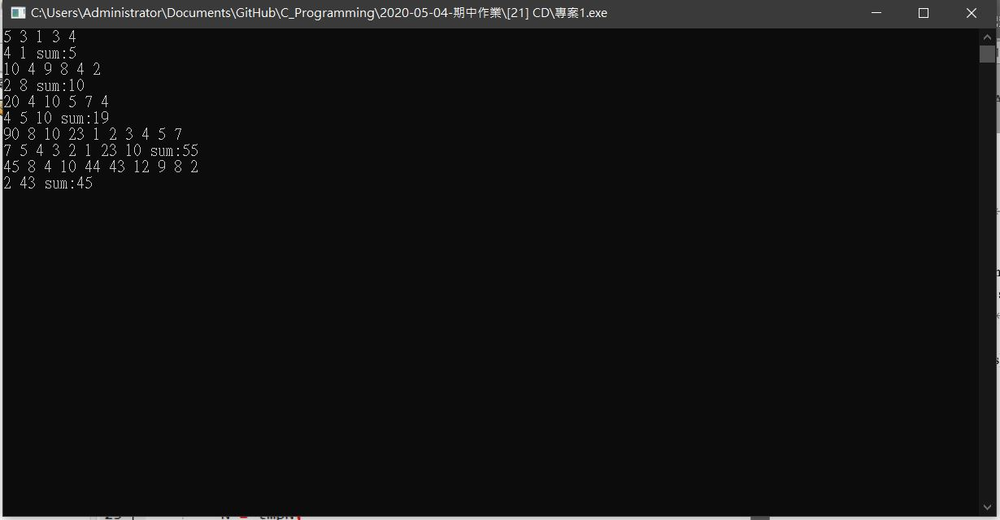 C:\Users\Administrator\Documents\GitHub\C_Programming\2020-05-04-期中作業\[21] CD\專案1.exe
5 3 1 3 4
4 1 sum:5
10 4 9 8 4 2
2 8 sum:10
20 4 10 5 7 4
4 5 10 sum:19
90 8 10 23 1 2 3 4 5 7
7 5 4 3 2 1 23 10 sum:55
45 8 4 10 44 43 12 9 8 2
2 43 sum:45